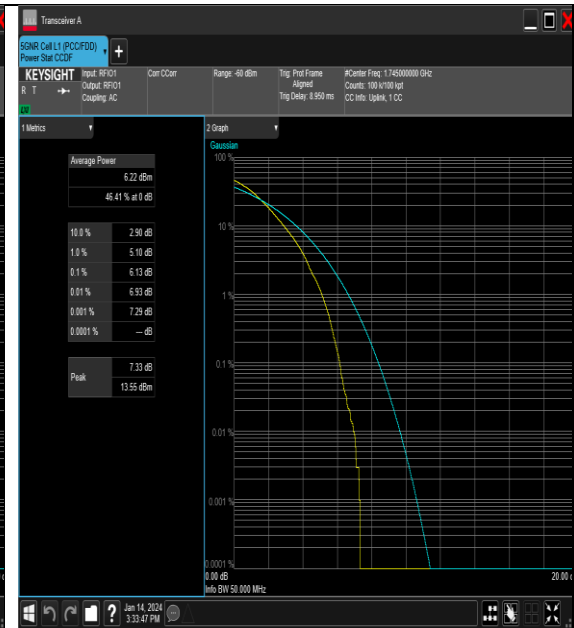 Transceiver A
5GNR Cell L1 (PCC/FDD)
Power Stat CCDF
+
KEYSIGHT
R T
LV
Input: RFIO1
Output: RFIO1
Coupling: AC
Corr CCorr
Range: -60 dBm
Trig: Prot Frame
Aligned
Trig Delay: 8.950 ms
#Center Freq: 1.745000000 GHz
Counts: 100 k/100 kpt
CC Info: Uplink, 1 CC
1 Metrics
Average Power
6.22 dBm
46.41 % at 0 dB
10.0 % 2.90 dB
1.0 % 5.10 dB
0.1 % 6.13 dB
0.01 % 6.93 dB
0.001 % 7.29 dB
0.0001 % --- dB
Peak
7.33 dB
13.55 dBm
2 Graph
Gaussian
100 %
10 %
1 %
0.1 %
0.01 %
0.001 %
0.0001 %
0.00 dB
20.00
Info BW 50.000 MHz
?
Jan 14, 2024
3:33:47 PM